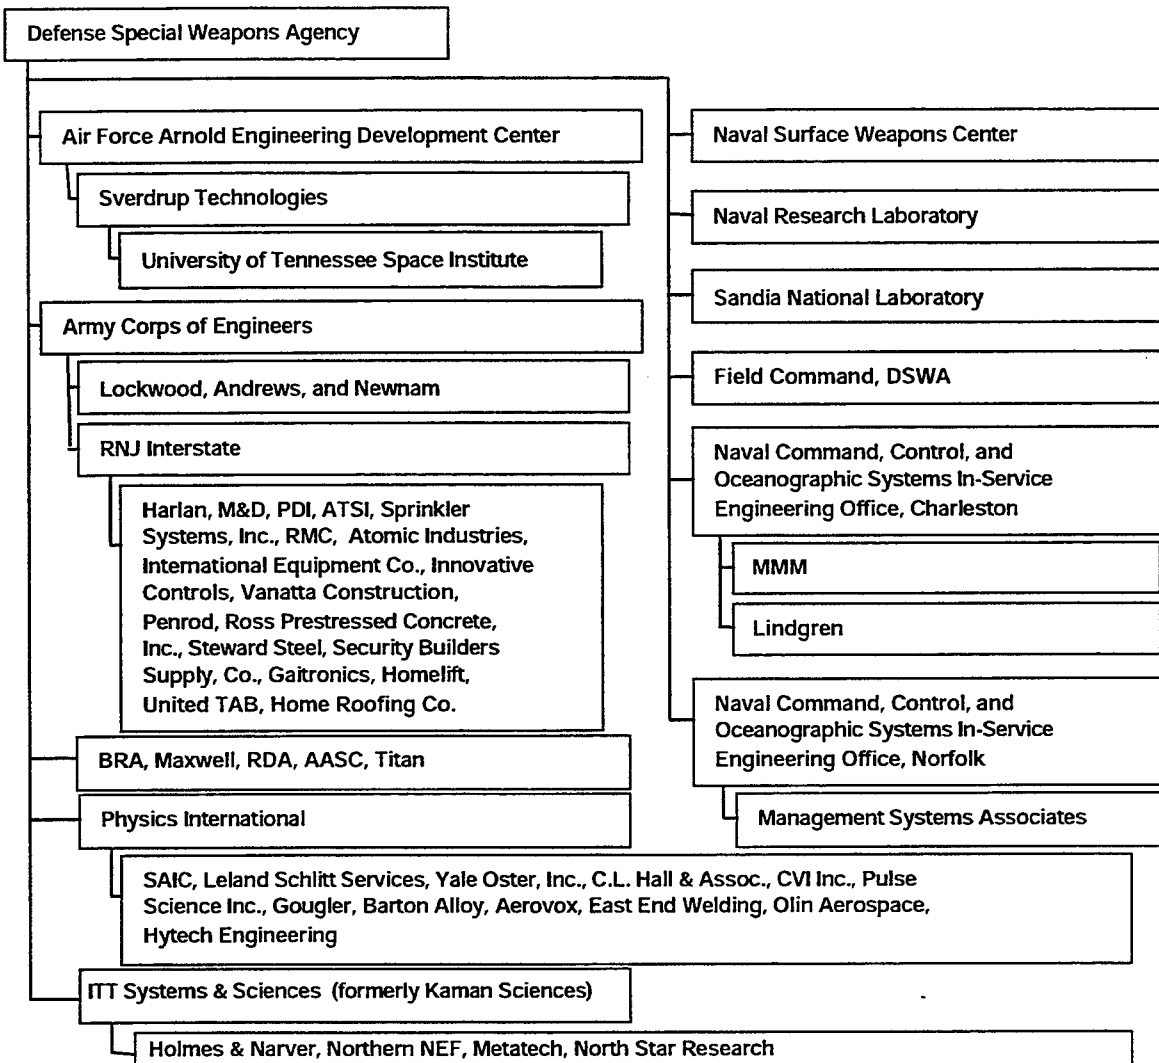 Defense Special Weapons Agency
Air Force Arnold Engineering Development Center
Sverdrup Technologies
University of Tennessee Space Institute
Army Corps of Engineers
Lockwood, Andrews, and Newnam
RNJ Interstate
Harlan, M&D, PDI, ATSI, Sprinkler
Systems, Inc., RMC, Atomic Industries,
International Equipment Co., Innovative
Controls, Vanatta Construction,
Penrod, Ross Prestressed Concrete,
Inc., Steward Steel, Security Builders
Supply, Co., Gaitronics, Homelift,
United TAB, Home Roofing Co.
BRA, Maxwell, RDA, AASC, Titan
Physics International
SAIC, Leland Schlitt Services, Yale Oster, Inc., C.L. Hall & Assoc., CVI Inc., Pulse
Science Inc., Gougler, Barton Alloy, Aerovox, East End Welding, Olin Aerospace,
Hytech Engineering
ITT Systems & Sciences (formerly Kaman Sciences)
Holmes & Narver, Northern NEF, Metatech, North Star Research
Naval Surface Weapons Center
Naval Research Laboratory
Sandia National Laboratory
Field Command, DSWA
Naval Command, Control, and
Oceanographic Systems In-Service
Engineering Office, Charleston
MMM
Lindgren
Naval Command, Control, and
Oceanographic Systems In-Service
Engineering Office, Norfolk
Management Systems Associates